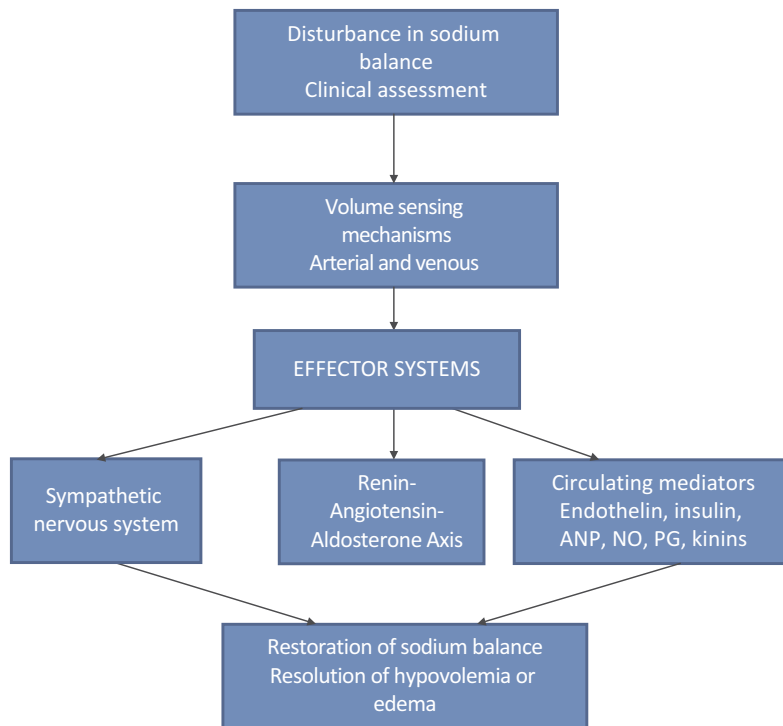 Disturbance in sodium
balance
Clinical assessment
Volume sensing
mechanisms
Arterial and venous
EFFECTOR SYSTEMS
Sympathetic
nervous system
Renin-
Angiotensin-
Aldosterone Axis
Circulating mediators
Endothelin, insulin,
ANP, NO, PG, kinins
Restoration of sodium balance
Resolution of hypovolemia or
edema